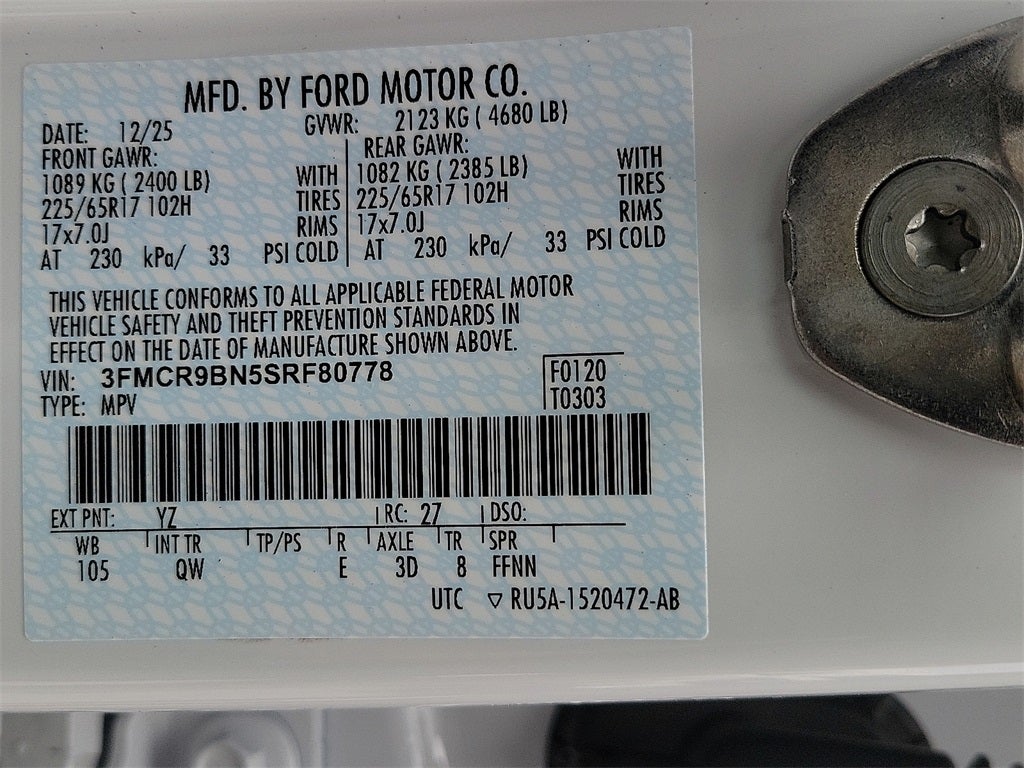 MFD. BY FORD MOTOR CO.
DATE: 12/25 GVWR: 2123 KG ( 4680 LB)
FRONT GAWR: REAR GAWR:
1089 KG ( 2400 LB) WITH 1082 KG ( 2385 LB) WITH
225/65R17 102H TIRES 225/65R17 102H TIRES
17x7.0J RIMS 17x7.0J RIMS
AT 230 kPa/ 33 PSI COLD AT 230 kPa/ 33 PSI COLD
THIS VEHICLE CONFORMS TO ALL APPLICABLE FEDERAL MOTOR
VEHICLE SAFETY AND THEFT PREVENTION STANDARDS IN
EFFECT ON THE DATE OF MANUFACTURE SHOWN ABOVE.
VIN: 3FMCR9BN5SRF80778 F0120
TYPE: MPV T0303
EXT PNT: YZ RC: 27 DSO:
WB INT TR TP/PS R AXLE TR SPR
105 QW E 3D 8 FFNN
UTC ▽ RU5A-1520472-AB